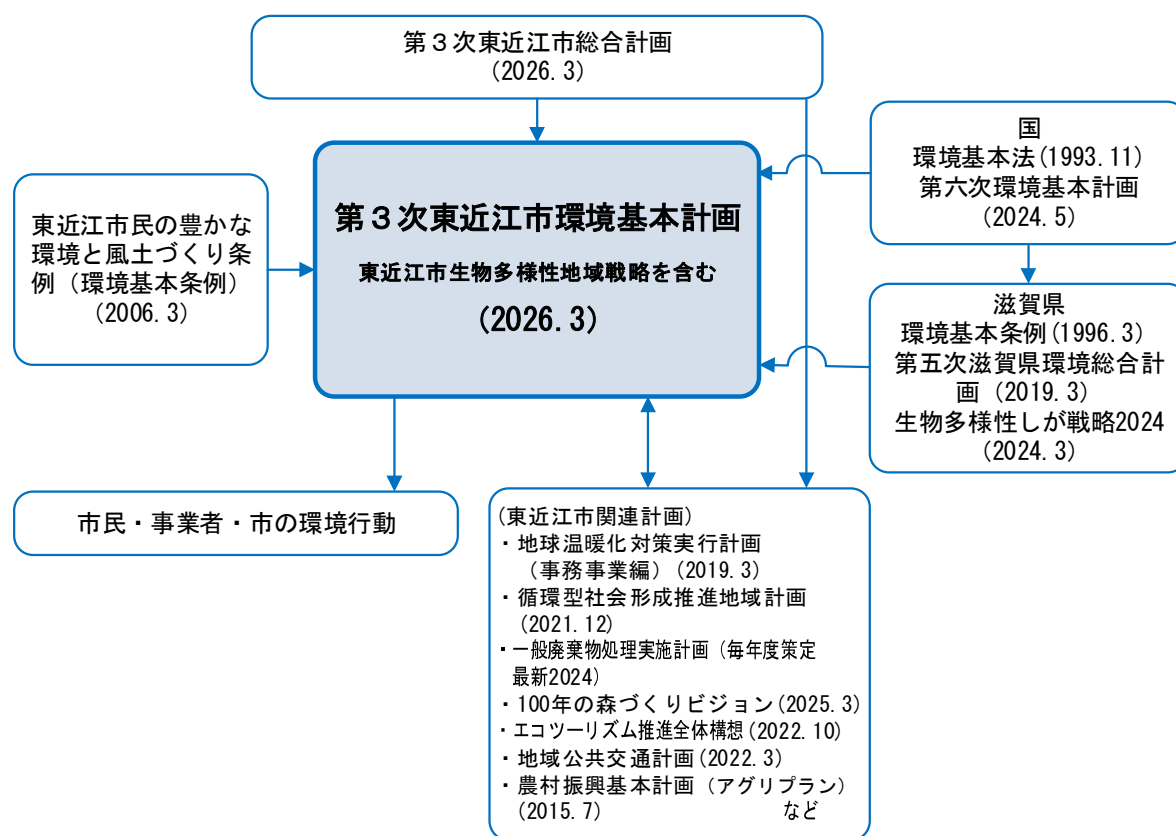 第３次東近江市総合計画
(2026.3)
国
環境基本法(1993.11)
第六次環境基本計画
(2024.5)
東近江市民の豊かな
環境と風土づくり条
例（環境基本条例）
(2006.3)
第３次東近江市環境基本計画
東近江市生物多様性地域戦略を含む
(2026.3)
滋賀県
環境基本条例(1996.3)
第五次滋賀県環境総合計
画（2019.3)
生物多様性しが戦略2024
(2024.3)
市民・事業者・市の環境行動
(東近江市関連計画)
・地球温暖化対策実行計画
（事務事業編）(2019.3)
・循環型社会形成推進地域計画
(2021.12)
・一般廃棄物処理実施計画（毎年度策定
最新2024)
・100年の森づくりビジョン(2025.3)
・エコツーリズム推進全体構想(2022.10)
・地域公共交通計画(2022.3)
・農村振興基本計画（アグリプラン）
(2015.7) など